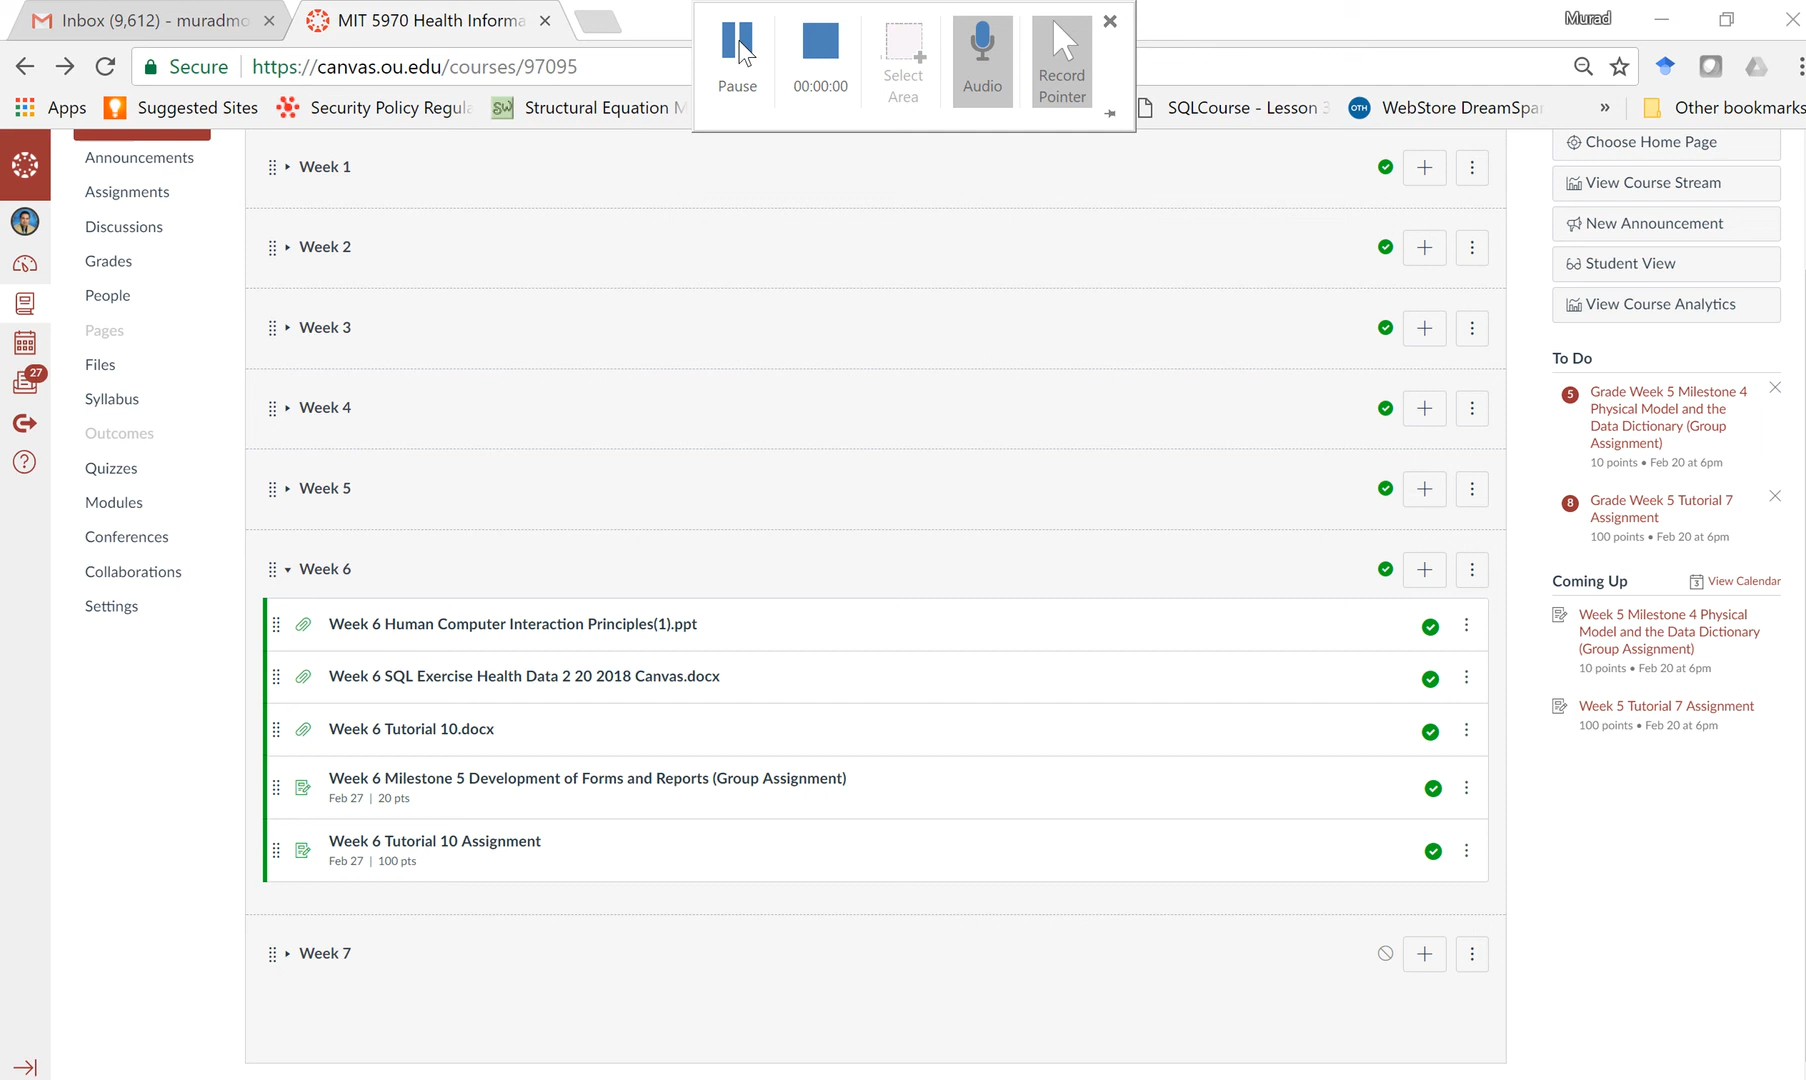 Inbox (9,612) - muradmo
MIT 5970 Health Informa
Murad
Pause
00:00:00
Select
Area
Audio
Record
Pointer
Secure
https://canvas.ou.edu/courses/97095
Apps
Suggested Sites
Security Policy Regula
SW
Structural Equation M
SQLCourse - Lesson 3
OTH
WebStore DreamSpar
»
Other bookmarks
Announcements
Assignments
Discussions
Grades
People
Pages
Files
Syllabus
Outcomes
Quizzes
Modules
Conferences
Collaborations
Settings
27
Week 1
Week 2
Week 3
Week 4
Week 5
Week 6
Week 6 Human Computer Interaction Principles(1).ppt
Week 6 SQL Exercise Health Data 2 20 2018 Canvas.docx
Week 6 Tutorial 10.docx
Week 6 Milestone 5 Development of Forms and Reports (Group Assignment)
Feb 27 | 20 pts
Week 6 Tutorial 10 Assignment
Feb 27 | 100 pts
Week 7
Choose Home Page
View Course Stream
New Announcement
Student View
View Course Analytics
To Do
5
Grade Week 5 Milestone 4
Physical Model and the
Data Dictionary (Group
Assignment)
10 points • Feb 20 at 6pm
8
Grade Week 5 Tutorial 7
Assignment
100 points • Feb 20 at 6pm
Coming Up
3
View Calendar
Week 5 Milestone 4 Physical
Model and the Data Dictionary
(Group Assignment)
10 points • Feb 20 at 6pm
Week 5 Tutorial 7 Assignment
100 points • Feb 20 at 6pm